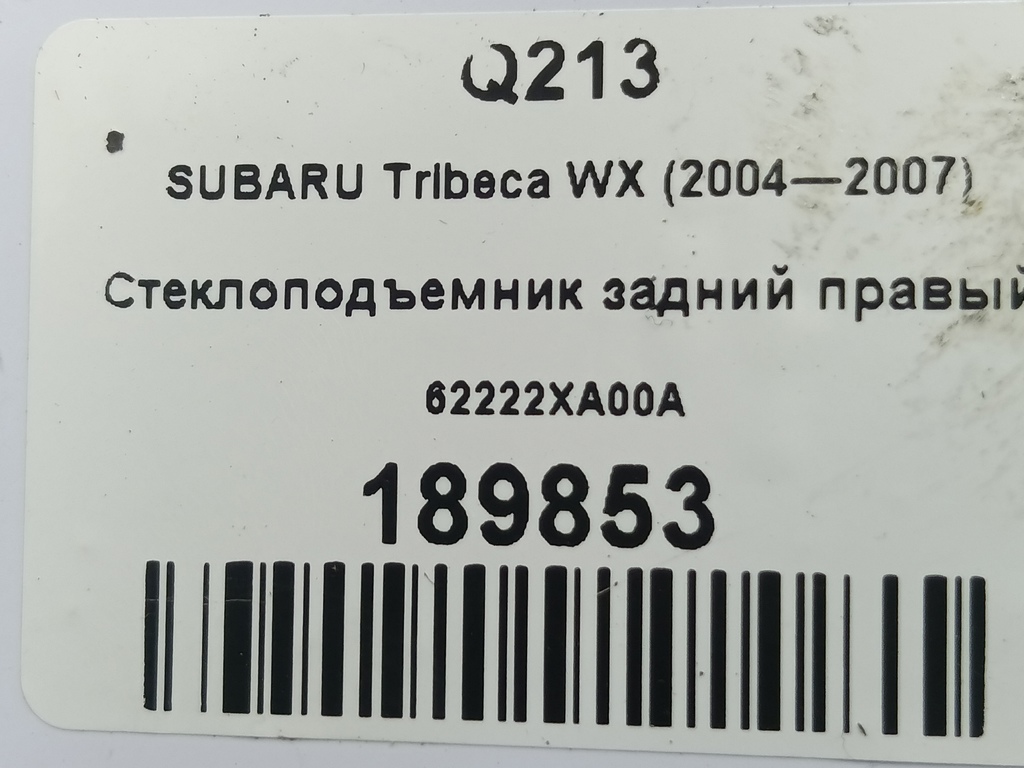 Q213
SUBARU Tribeca WX (2004—2007)
Стеклоподъемник задний правый
62222XA00A
189853